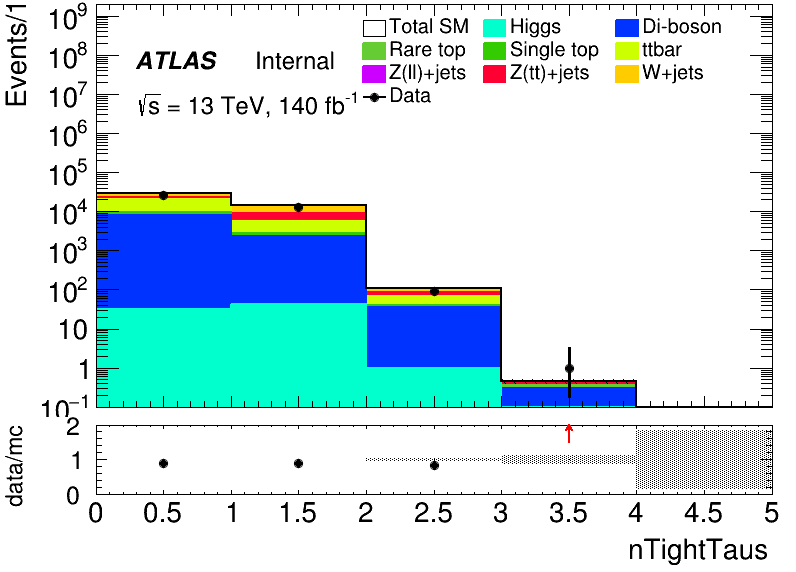 Events/1
10⁹
10⁸
10⁷
10⁶
10⁵
10⁴
10³
10²
10
1
10⁻¹
ATLAS Internal
√s = 13 TeV, 140 fb⁻¹
Total SM Higgs Di-boson
Rare top Single top ttbar
Z(ll)+jets Z(tt)+jets W+jets
Data
data/mc
2
1
0
0 0.5 1 1.5 2 2.5 3 3.5 4 4.5 5
nTightTaus